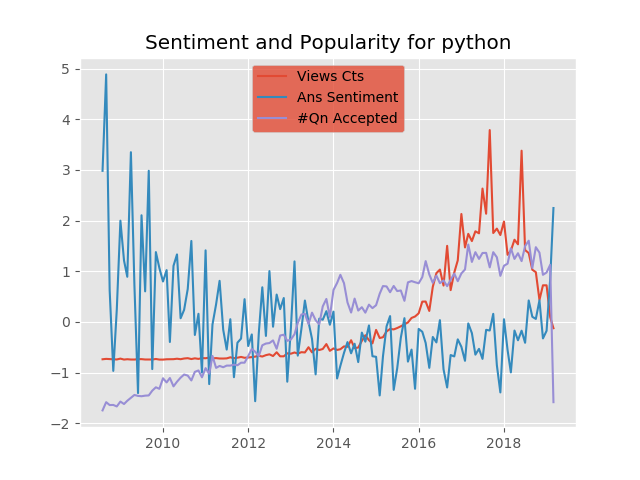 Sentiment and Popularity for python
Views Cts
Ans Sentiment
#Qn Accepted
5
4
3
2
1
0
−1
−2
2010 2012 2014 2016 2018